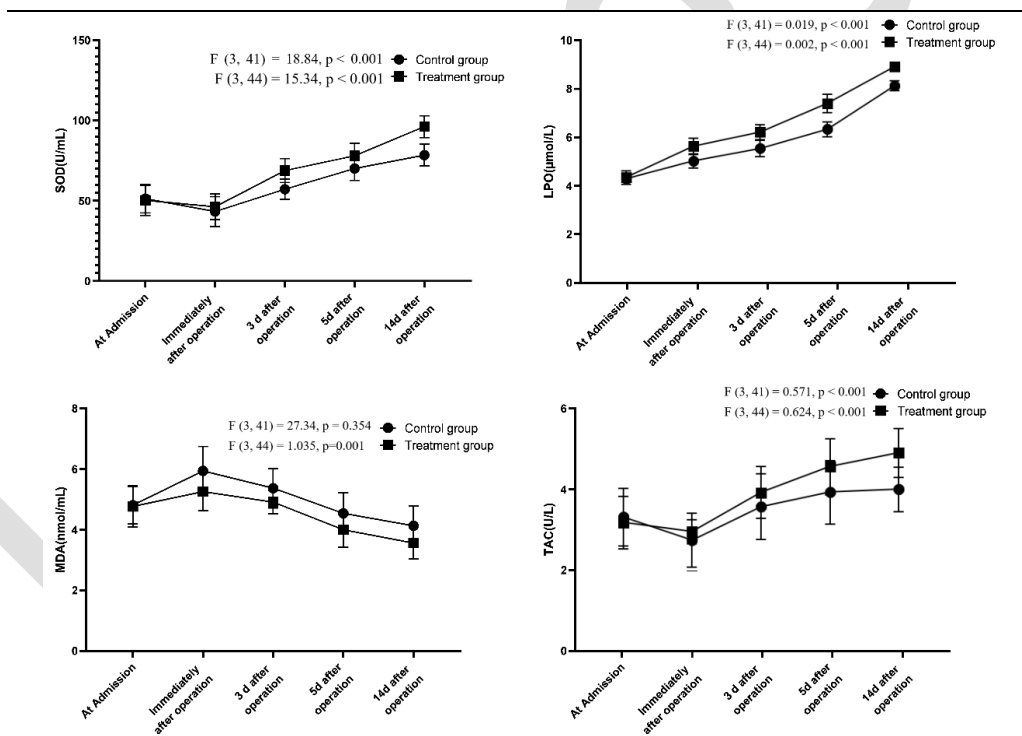 F (3, 41) = 18.84, p < 0.001 Control group
F (3, 44) = 15.34, p < 0.001 Treatment group
150
100
50
0
SOD(U/mL)
At Admission
Immediately
after operation
3 d after
operation
5d after
operation
14d after
operation
F (3, 41) = 0.019, p < 0.001 Control group
F (3, 44) = 0.002, p < 0.001 Treatment group
10
8
6
4
2
0
LPO(μmol/L)
At Admission
Immediately
after operation
3 d after
operation
5d after
operation
14d after
operation
F (3, 41) = 27.34, p = 0.354 Control group
F (3, 44) = 1.035, p=0.001 Treatment group
8
6
4
2
0
MDA(nmol/mL)
At Admission
Immediately
after operation
3 d after
operation
5d after
operation
14d after
operation
F (3, 41) = 0.571, p < 0.001 Control group
F (3, 44) = 0.624, p < 0.001 Treatment group
6
4
2
0
TAC(U/L)
At Admission
Immediately
after operation
3 d after
operation
5d after
operation
14d after
operation